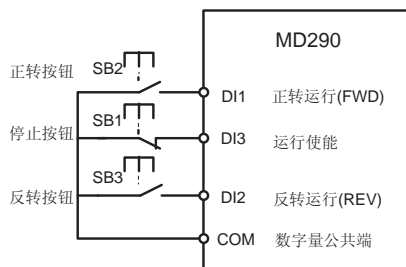 MD290
正转按钮 SB2 DI1 正转运行(FWD)
停止按钮 SB1 DI3 运行使能
反转按钮 SB3 DI2 反转运行(REV)
COM 数字量公共端